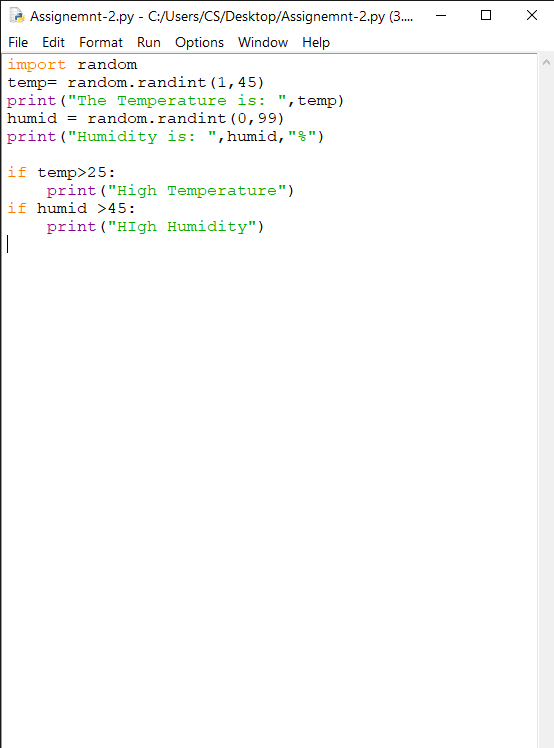 Assignemnt-2.py - C:/Users/CS/Desktop/Assignemnt-2.py (3....
File Edit Format Run Options Window Help
import random
temp= random.randint(1,45)
print("The Temperature is: ",temp)
humid = random.randint(0,99)
print("Humidity is: ",humid,"%")

if temp>25:
    print("High Temperature")
if humid >45:
    print("HIgh Humidity")